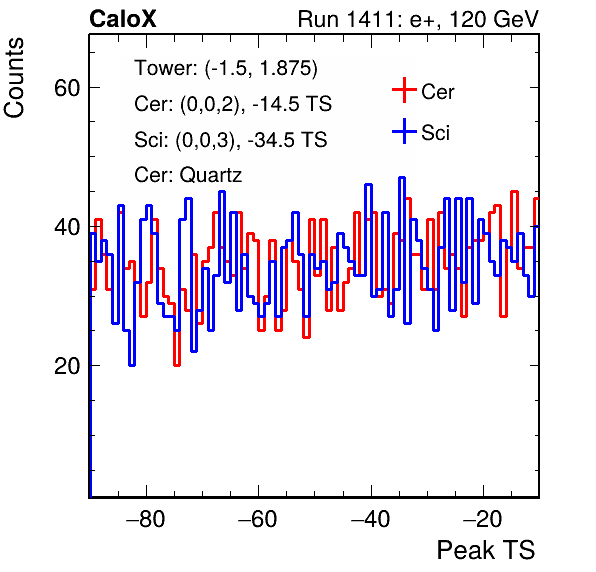 CaloX Run 1411: e+, 120 GeV
Counts
Tower: (-1.5, 1.875)
Cer: (0,0,2), -14.5 TS
Sci: (0,0,3), -34.5 TS
Cer: Quartz
Cer
Sci
60
40
20
−80 −60 −40 −20
Peak TS